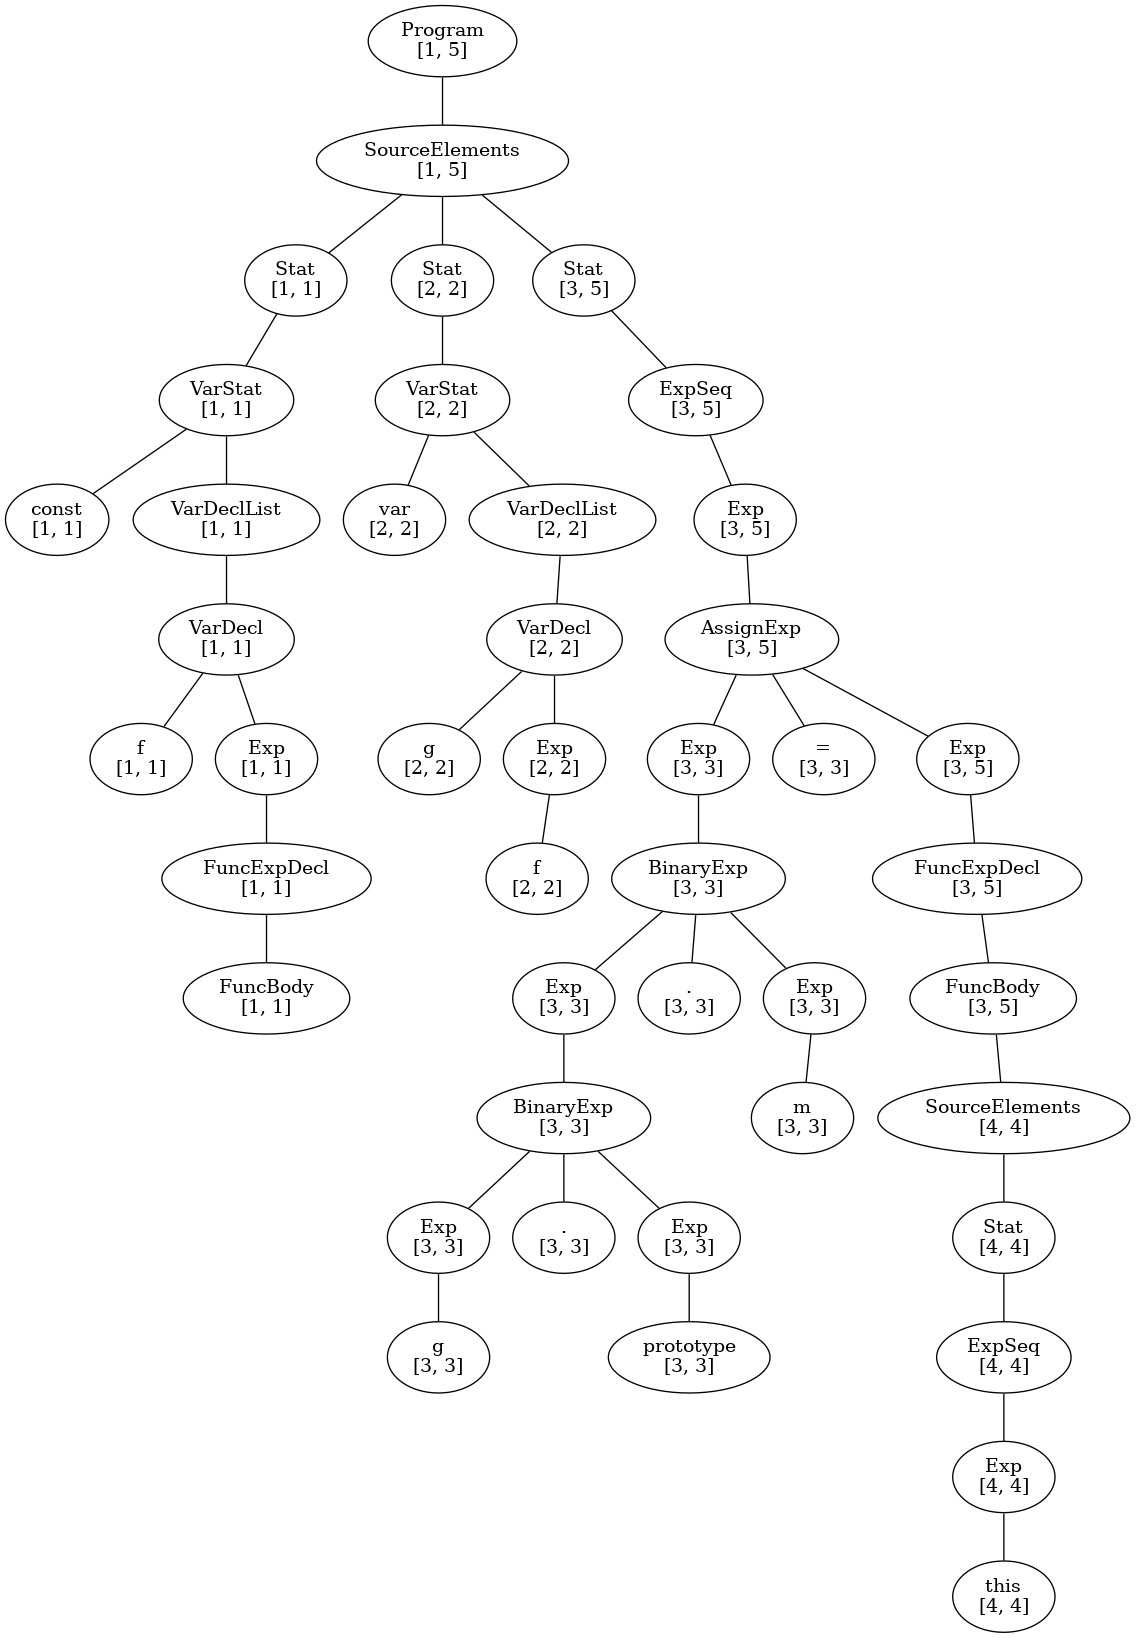 Program
[1, 5]
SourceElements
[1, 5]
Stat
[1, 1]
Stat
[2, 2]
Stat
[3, 5]
VarStat
[1, 1]
VarStat
[2, 2]
ExpSeq
[3, 5]
const
[1, 1]
VarDeclList
[1, 1]
var
[2, 2]
VarDeclList
[2, 2]
Exp
[3, 5]
VarDecl
[1, 1]
VarDecl
[2, 2]
AssignExp
[3, 5]
f
[1, 1]
Exp
[1, 1]
g
[2, 2]
Exp
[2, 2]
Exp
[3, 3]
=
[3, 3]
Exp
[3, 5]
FuncExpDecl
[1, 1]
f
[2, 2]
BinaryExp
[3, 3]
FuncExpDecl
[3, 5]
FuncBody
[1, 1]
Exp
[3, 3]
.
[3, 3]
Exp
[3, 3]
FuncBody
[3, 5]
BinaryExp
[3, 3]
m
[3, 3]
SourceElements
[4, 4]
Exp
[3, 3]
.
[3, 3]
Exp
[3, 3]
Stat
[4, 4]
g
[3, 3]
prototype
[3, 3]
ExpSeq
[4, 4]
Exp
[4, 4]
this
[4, 4]